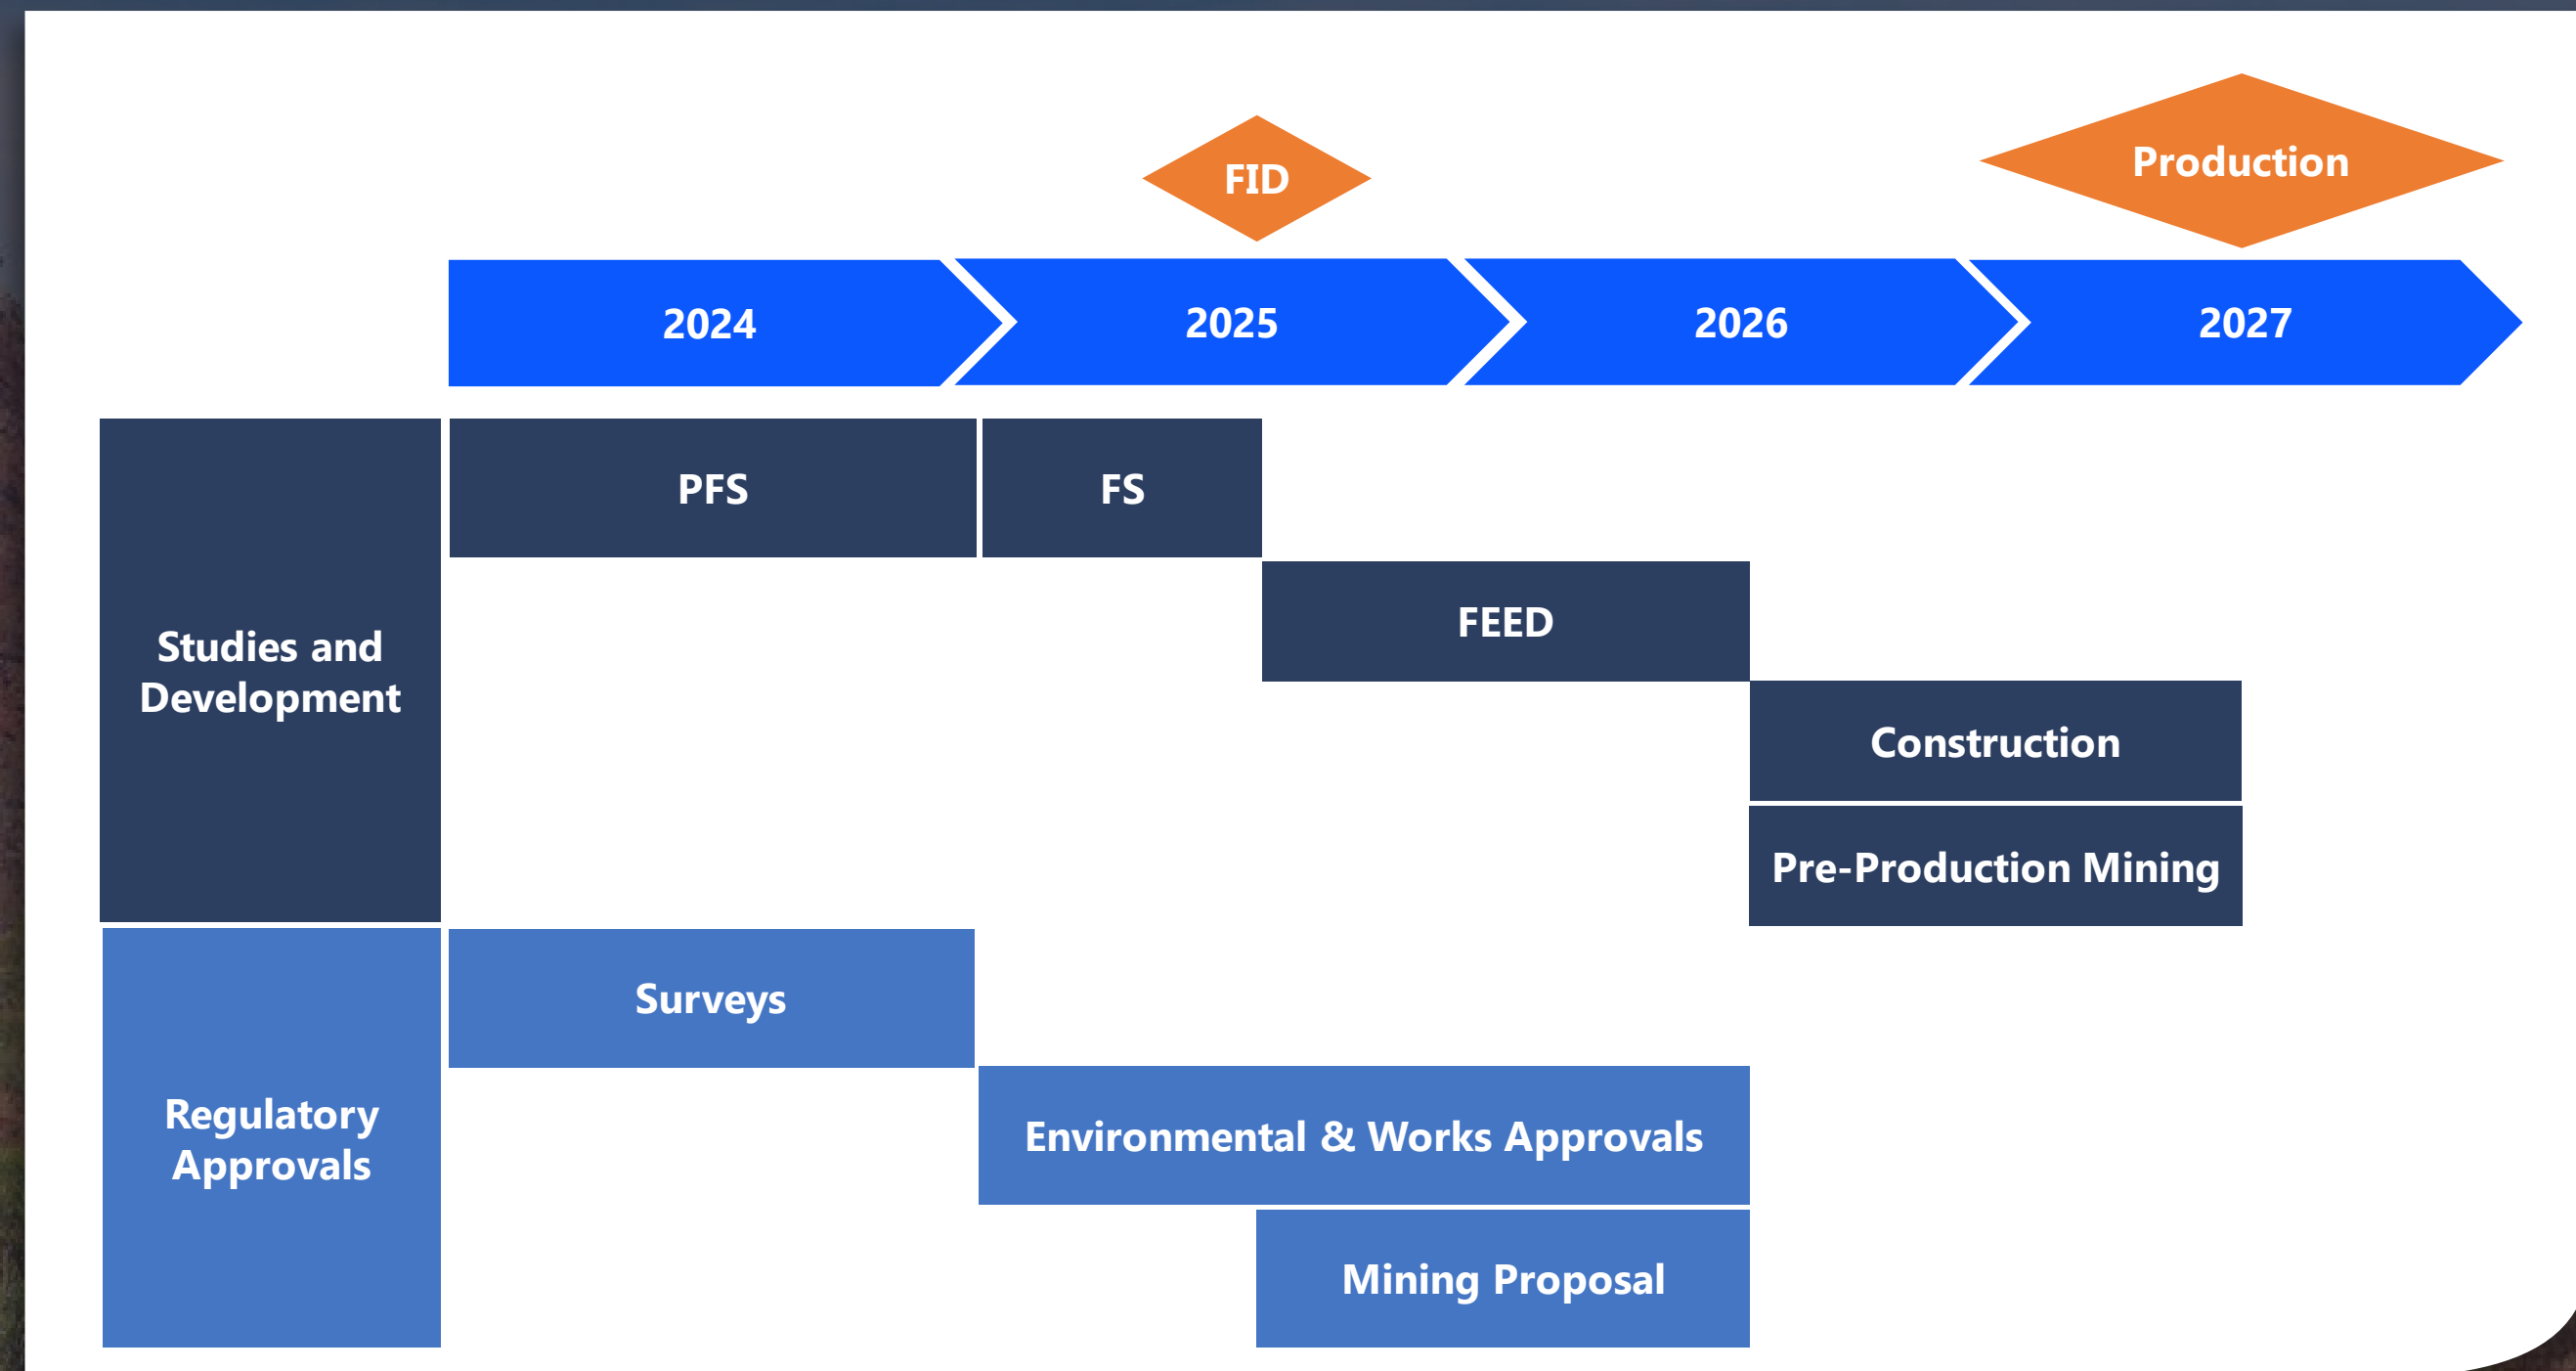 FID
Production
2024
2025
2026
2027
Studies and
Development
PFS
FS
FEED
Construction
Pre-Production Mining
Regulatory
Approvals
Surveys
Environmental & Works Approvals
Mining Proposal